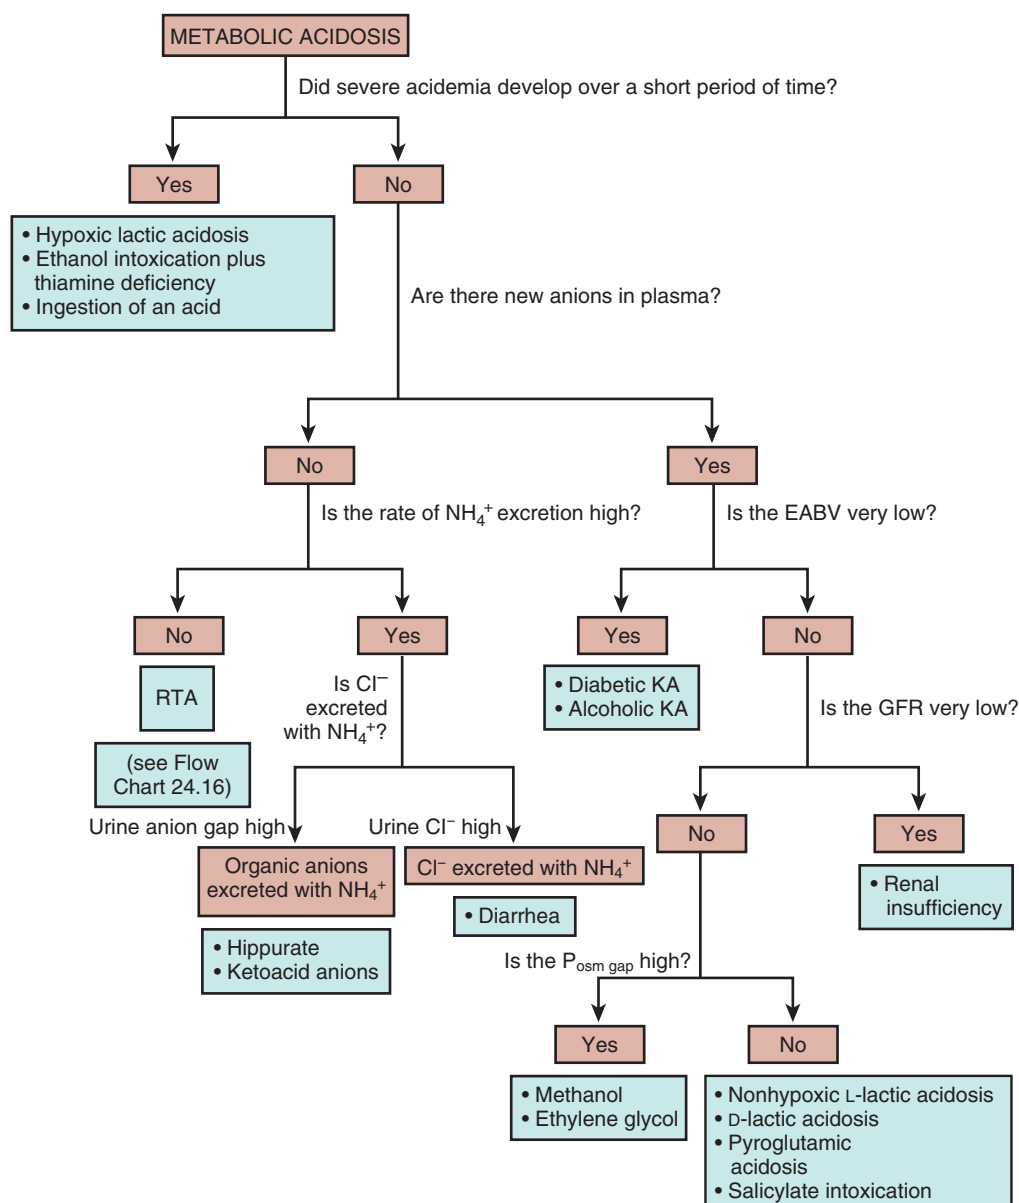 METABOLIC ACIDOSIS
Did severe acidemia develop over a short period of time?
Yes
No
• Hypoxic lactic acidosis
• Ethanol intoxication plus
thiamine deficiency
• Ingestion of an acid
Are there new anions in plasma?
No
Yes
Is the rate of NH₄⁺ excretion high?
Is the EABV very low?
No
Yes
Yes
No
RTA
(see Flow
Chart 24.16)
Is Cl⁻
excreted
with NH₄⁺?
• Diabetic KA
• Alcoholic KA
Is the GFR very low?
Urine anion gap high
Urine Cl⁻ high
No
Yes
Organic anions
excreted with NH₄⁺
Cl⁻ excreted with NH₄⁺
• Hippurate
• Ketoacid anions
• Diarrhea
• Renal
insufficiency
Is the Posm gap high?
Yes
No
• Methanol
• Ethylene glycol
• Nonhypoxic L-lactic acidosis
• D-lactic acidosis
• Pyroglutamic
acidosis
• Salicylate intoxication